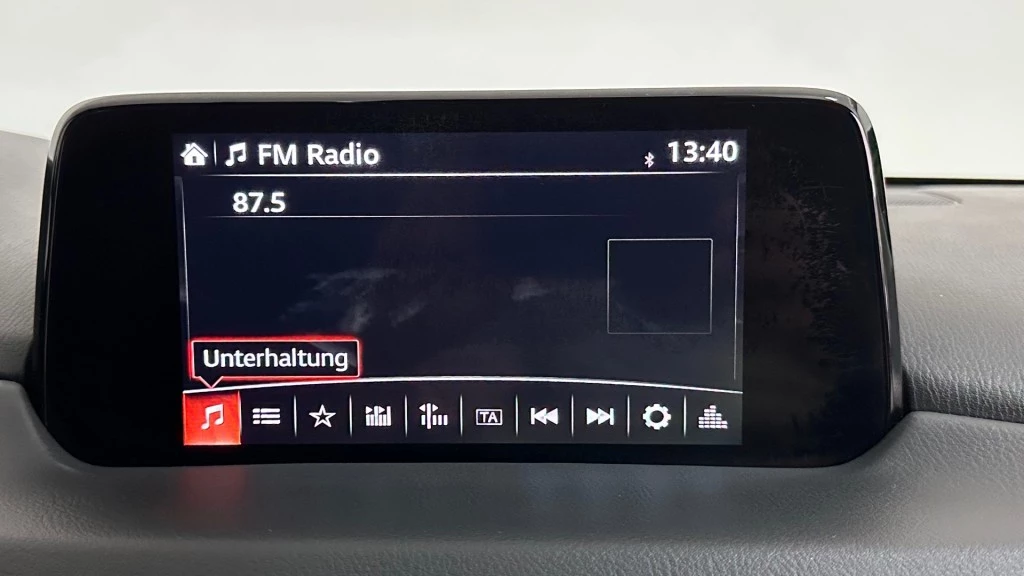 FM Radio 13:40
87.5
Unterhaltung
TA